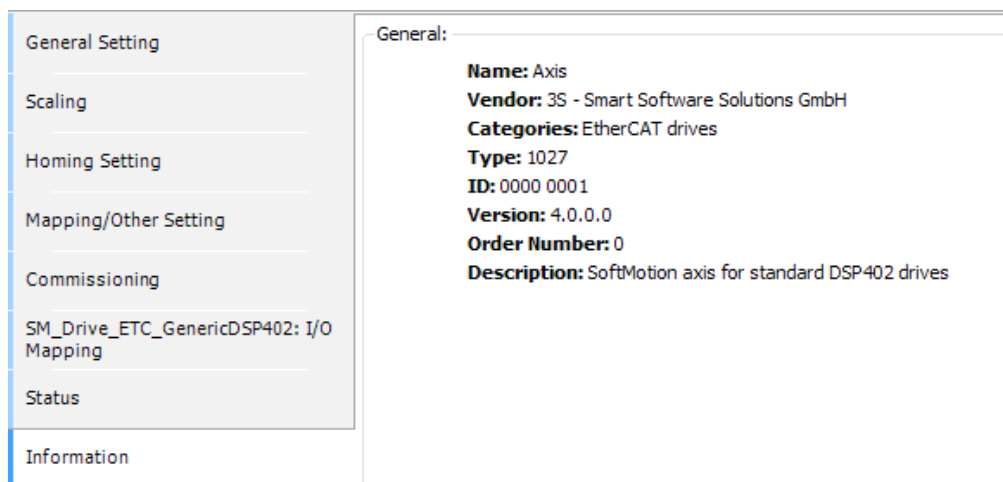 General Setting
Scaling
Homing Setting
Mapping/Other Setting
Commissioning
SM_Drive_ETC_GenericDSP402: I/O
Mapping
Status
Information
General:
Name: Axis
Vendor: 3S - Smart Software Solutions GmbH
Categories: EtherCAT drives
Type: 1027
ID: 0000 0001
Version: 4.0.0.0
Order Number: 0
Description: SoftMotion axis for standard DSP402 drives